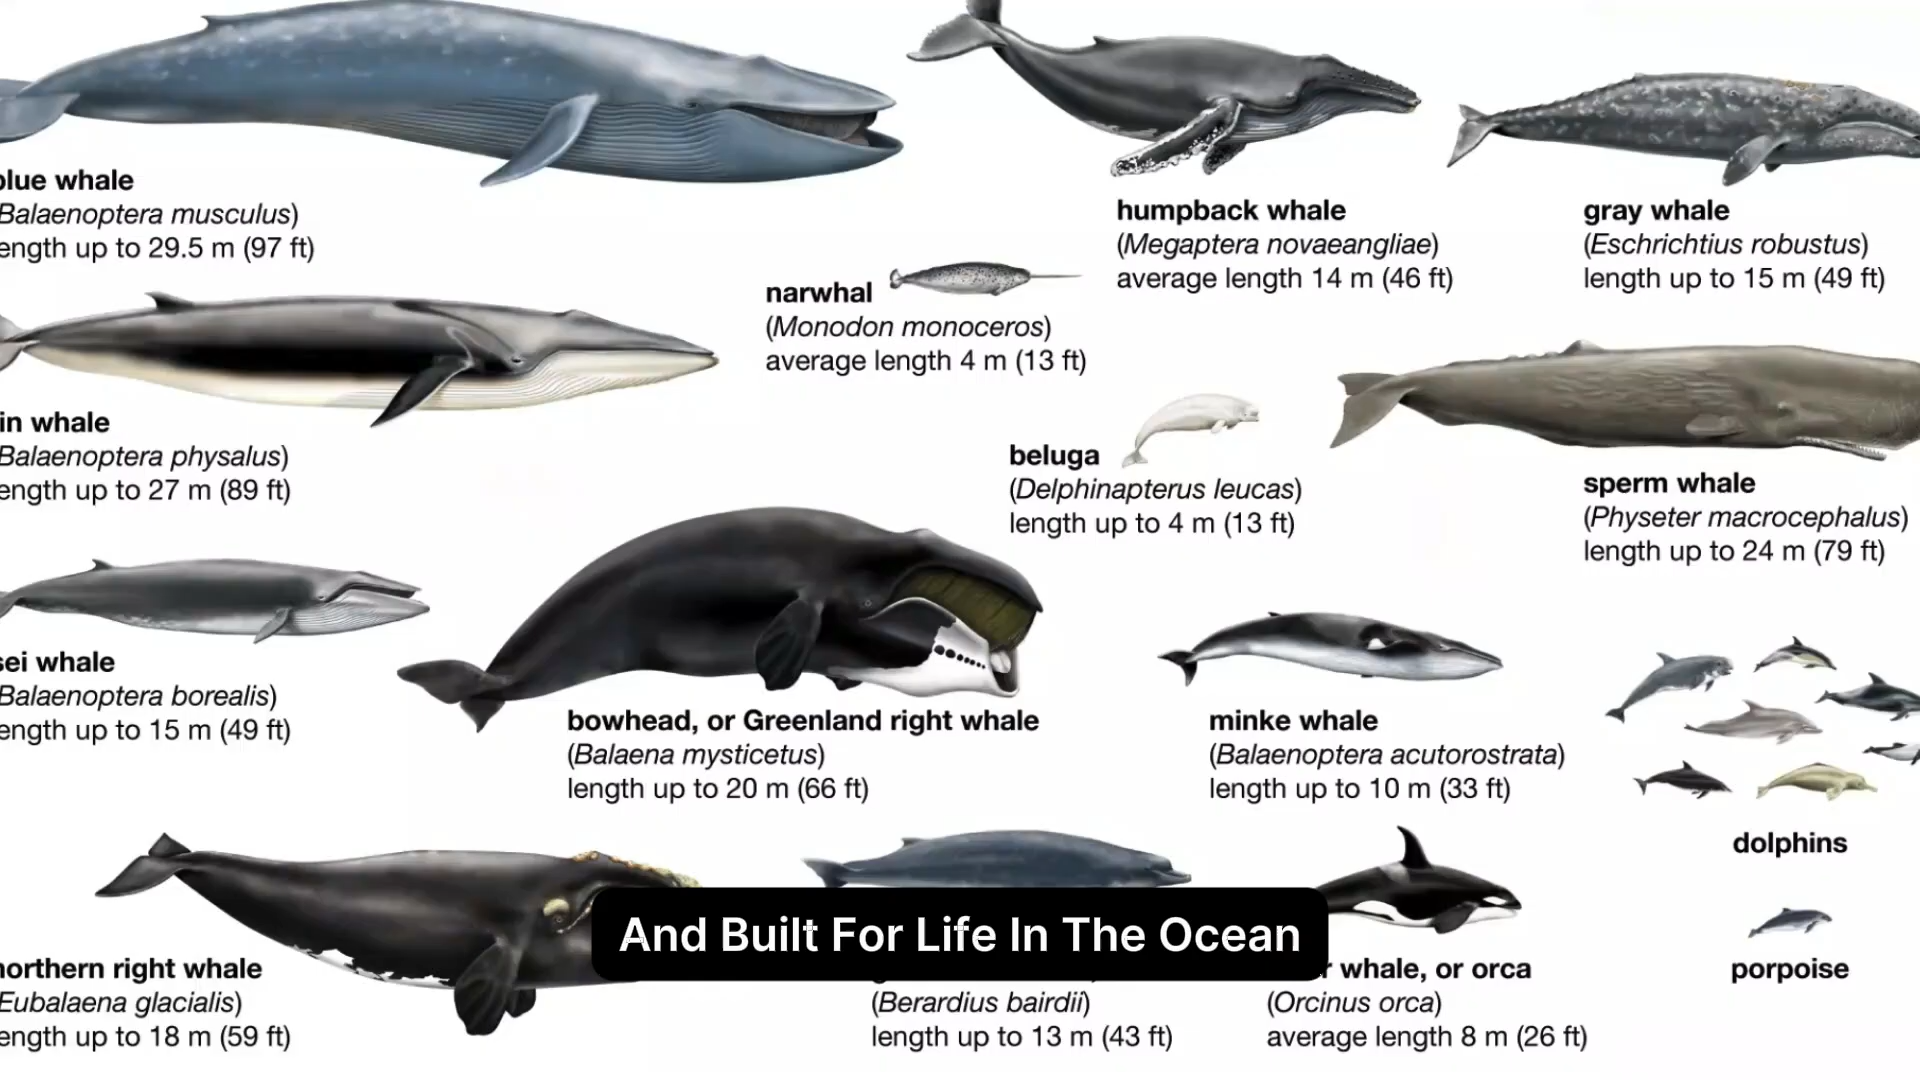 blue whale
Balaenoptera musculus)
ength up to 29.5 m (97 ft)
humpback whale
(Megaptera novaeangliae)
average length 14 m (46 ft)
gray whale
(Eschrichtius robustus)
length up to 15 m (49 ft)
narwhal
(Monodon monoceros)
average length 4 m (13 ft)
in whale
Balaenoptera physalus)
ength up to 27 m (89 ft)
beluga
(Delphinapterus leucas)
length up to 4 m (13 ft)
sperm whale
(Physeter macrocephalus)
length up to 24 m (79 ft)
sei whale
Balaenoptera borealis)
ength up to 15 m (49 ft)
bowhead, or Greenland right whale
(Balaena mysticetus)
length up to 20 m (66 ft)
minke whale
(Balaenoptera acutorostrata)
length up to 10 m (33 ft)
dolphins
And Built For Life In The Ocean
northern right whale
Eubalaena glacialis)
ength up to 18 m (59 ft)
(Berardius bairdii)
length up to 13 m (43 ft)
r whale, or orca
(Orcinus orca)
average length 8 m (26 ft)
porpoise